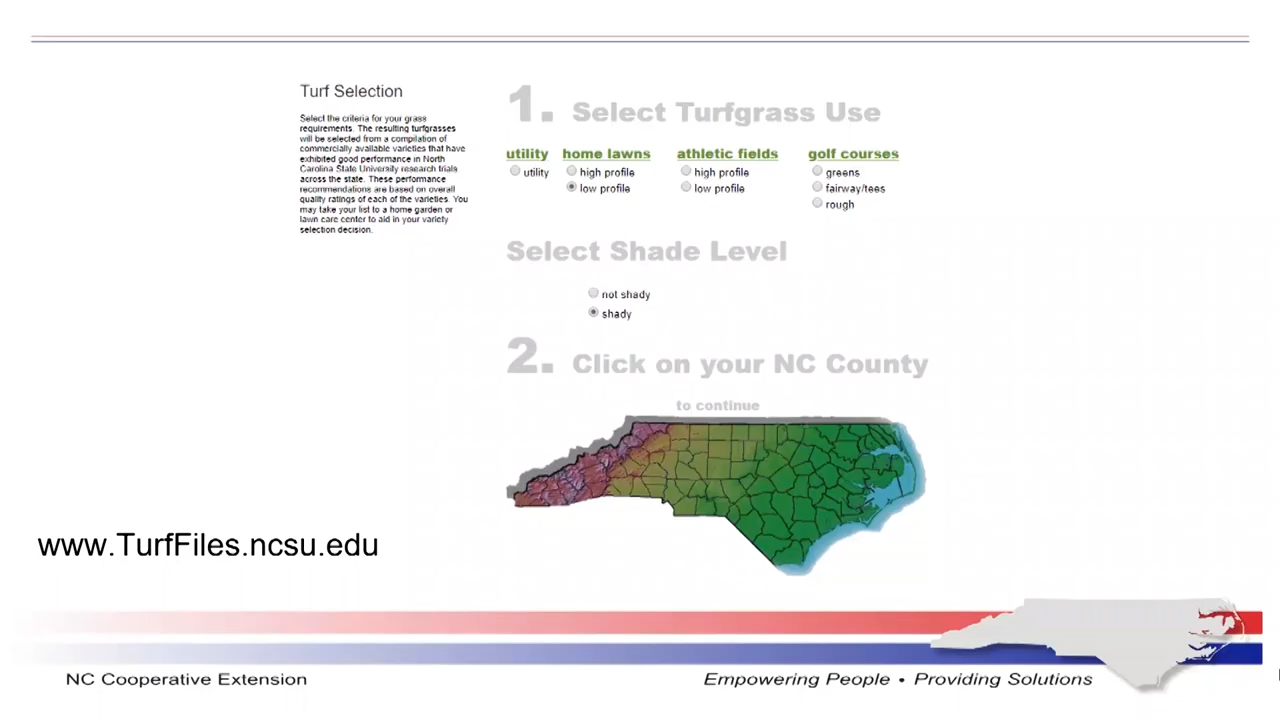 Turf Selection
Select the criteria for your grass
requirements. The resulting turfgrasses
will be selected from a compilation of
commercially available varieties that have
exhibited good performance in North
Carolina State University research trials
across the state. These performance
recommendations are based on overall
quality ratings of each of the varieties. You
may take your list to a home garden or
lawn care center to aid in your variety
selection decision.
1. Select Turfgrass Use
utility home lawns athletic fields golf courses
utility high profile high profile greens
low profile low profile fairway/tees
rough
Select Shade Level
not shady
shady
2. Click on your NC County
to continue
www.TurfFiles.ncsu.edu
NC Cooperative Extension
Empowering People • Providing Solutions